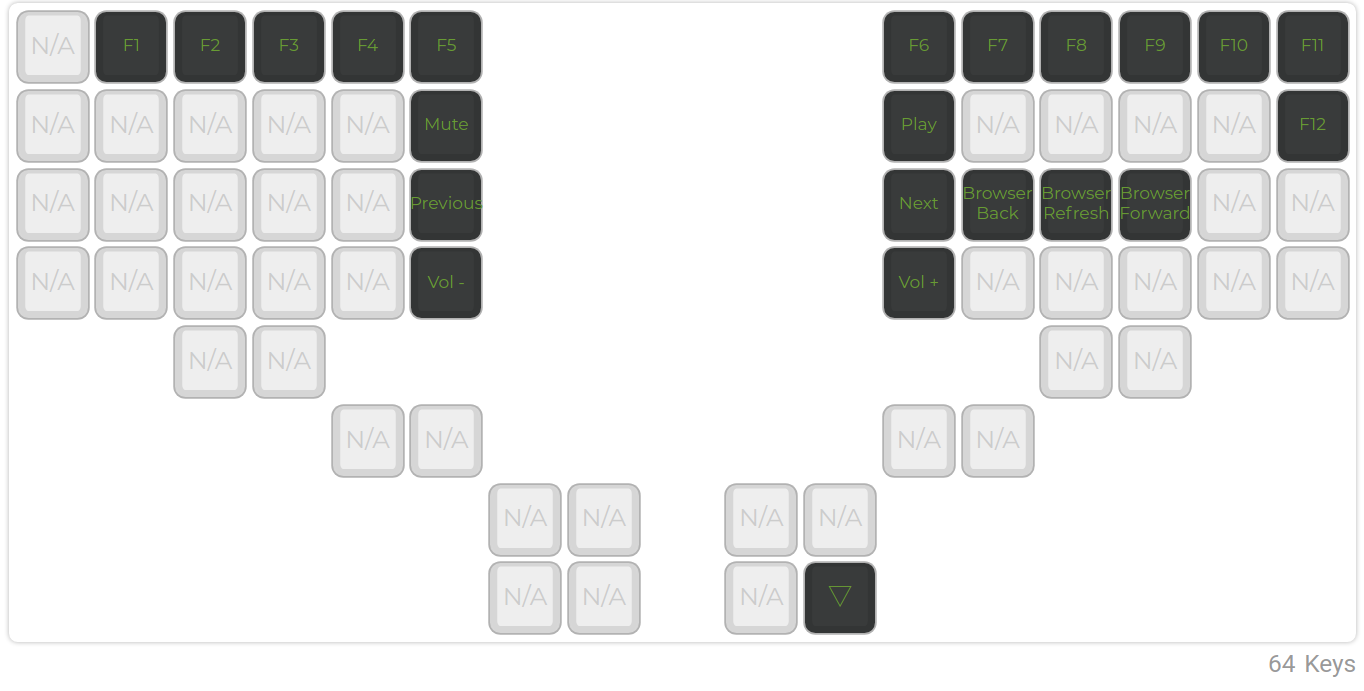 N/A F1 F2 F3 F4 F5 F6 F7 F8 F9 F10 F11
N/A N/A N/A N/A N/A Mute Play N/A N/A N/A N/A F12
N/A N/A N/A N/A N/A Previous Next Browser Back Browser Refresh Browser Forward N/A N/A
N/A N/A N/A N/A N/A Vol - Vol + N/A N/A N/A N/A N/A
N/A N/A N/A N/A
N/A N/A N/A N/A
N/A N/A N/A N/A
N/A N/A N/A ▽
64 Keys